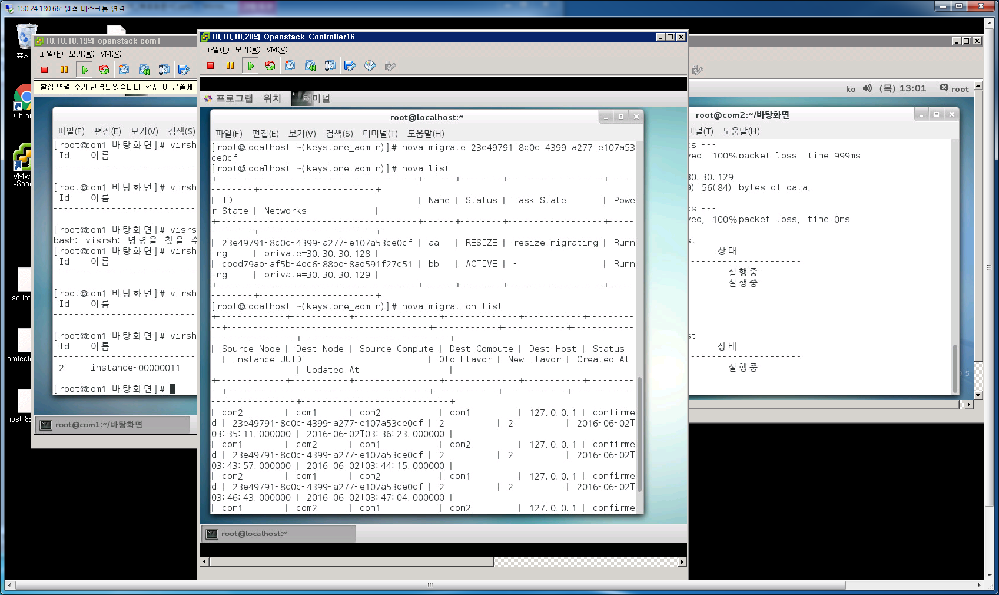 150.24.180.66: 원격 데스크톱 연결
휴지
Chron
VMwa
vSphe
script.
protecte
host-83
10.10.10.19의 openstack com1
파일(F) 보기(W) VM(V)
활성 연결 수가 변경되었습니다. 현재 이 콘솔에
파일(F) 편집(E) 보기(V) 검색(S)
[root@com1 바탕화면]# virsh
Id 이름
----------------------------
[root@com1 바탕화면]# virsh
Id 이름
----------------------------
[root@com1 바탕화면]# visrs
bash: visrsh: 명령을 찾을 수
[root@com1 바탕화면]# virsh
Id 이름
----------------------------
[root@com1 바탕화면]# virsh
Id 이름
----------------------------
[root@com1 바탕화면]# virsh
Id 이름
----------------------------
2 instance-00000011
[root@com1 바탕화면]#
root@com1:~/바탕화면
10.10.10.20의 Openstack_Controller16
파일(F) 보기(W) VM(V)
프로그램 위치 터미널
root@localhost:~
파일(F) 편집(E) 보기(V) 검색(S) 터미널(T) 도움말(H)
[root@localhost ~(keystone_admin)]# nova migrate 23e49791-8c0c-4399-a277-e107a53
ce0cf
[root@localhost ~(keystone_admin)]# nova list
+--------------------------------------+------+--------+------------------+-----
--------+----------------------+
| ID | Name | Status | Task State | Powe
r State | Networks |
+--------------------------------------+------+--------+------------------+-----
--------+----------------------+
| 23e49791-8c0c-4399-a277-e107a53ce0cf | aa | RESIZE | resize_migrating | Runn
ing | private=30.30.30.128 |
| cbdd79ab-af5b-4dc6-88bd-8ad591f27c51 | bb | ACTIVE | - | Runn
ing | private=30.30.30.129 |
+--------------------------------------+------+--------+------------------+-----
--------+----------------------+
[root@localhost ~(keystone_admin)]# nova migration-list
+-------------+-----------+----------------+--------------+-----------+---------
--+--------------------------------------+------------+------------+------------
----------------+----------------------------+
| Source Node | Dest Node | Source Compute | Dest Compute | Dest Host | Status
| Instance UUID | Old Flavor | New Flavor | Created At
| Updated At |
+-------------+-----------+----------------+--------------+-----------+---------
--+--------------------------------------+------------+------------+------------
----------------+----------------------------+
| com2 | com1 | com2 | com1 | 127.0.0.1 | confirme
d | 23e49791-8c0c-4399-a277-e107a53ce0cf | 2 | 2 | 2016-06-02T
03:35:11.000000 | 2016-06-02T03:36:23.000000 |
| com1 | com2 | com1 | com2 | 127.0.0.1 | confirme
d | 23e49791-8c0c-4399-a277-e107a53ce0cf | 2 | 2 | 2016-06-02T
03:43:57.000000 | 2016-06-02T03:44:15.000000 |
| com2 | com1 | com2 | com1 | 127.0.0.1 | confirme
d | 23e49791-8c0c-4399-a277-e107a53ce0cf | 2 | 2 | 2016-06-02T
03:46:43.000000 | 2016-06-02T03:47:04.000000 |
| com1 | com2 | com1 | com2 | 127.0.0.1 | confirme
root@localhost:~
ko (목) 13:01 root
root@com2:~/바탕화면
미널(T) 도움말(H)
cs ---
ved, 100% packet loss, time 999ms
30.30.129
9) 56(84) bytes of data.
cs ---
ved, 100% packet loss, time 0ms
st
상태
---------------------
실행중
실행중
st
상태
---------------------
실행중
OS